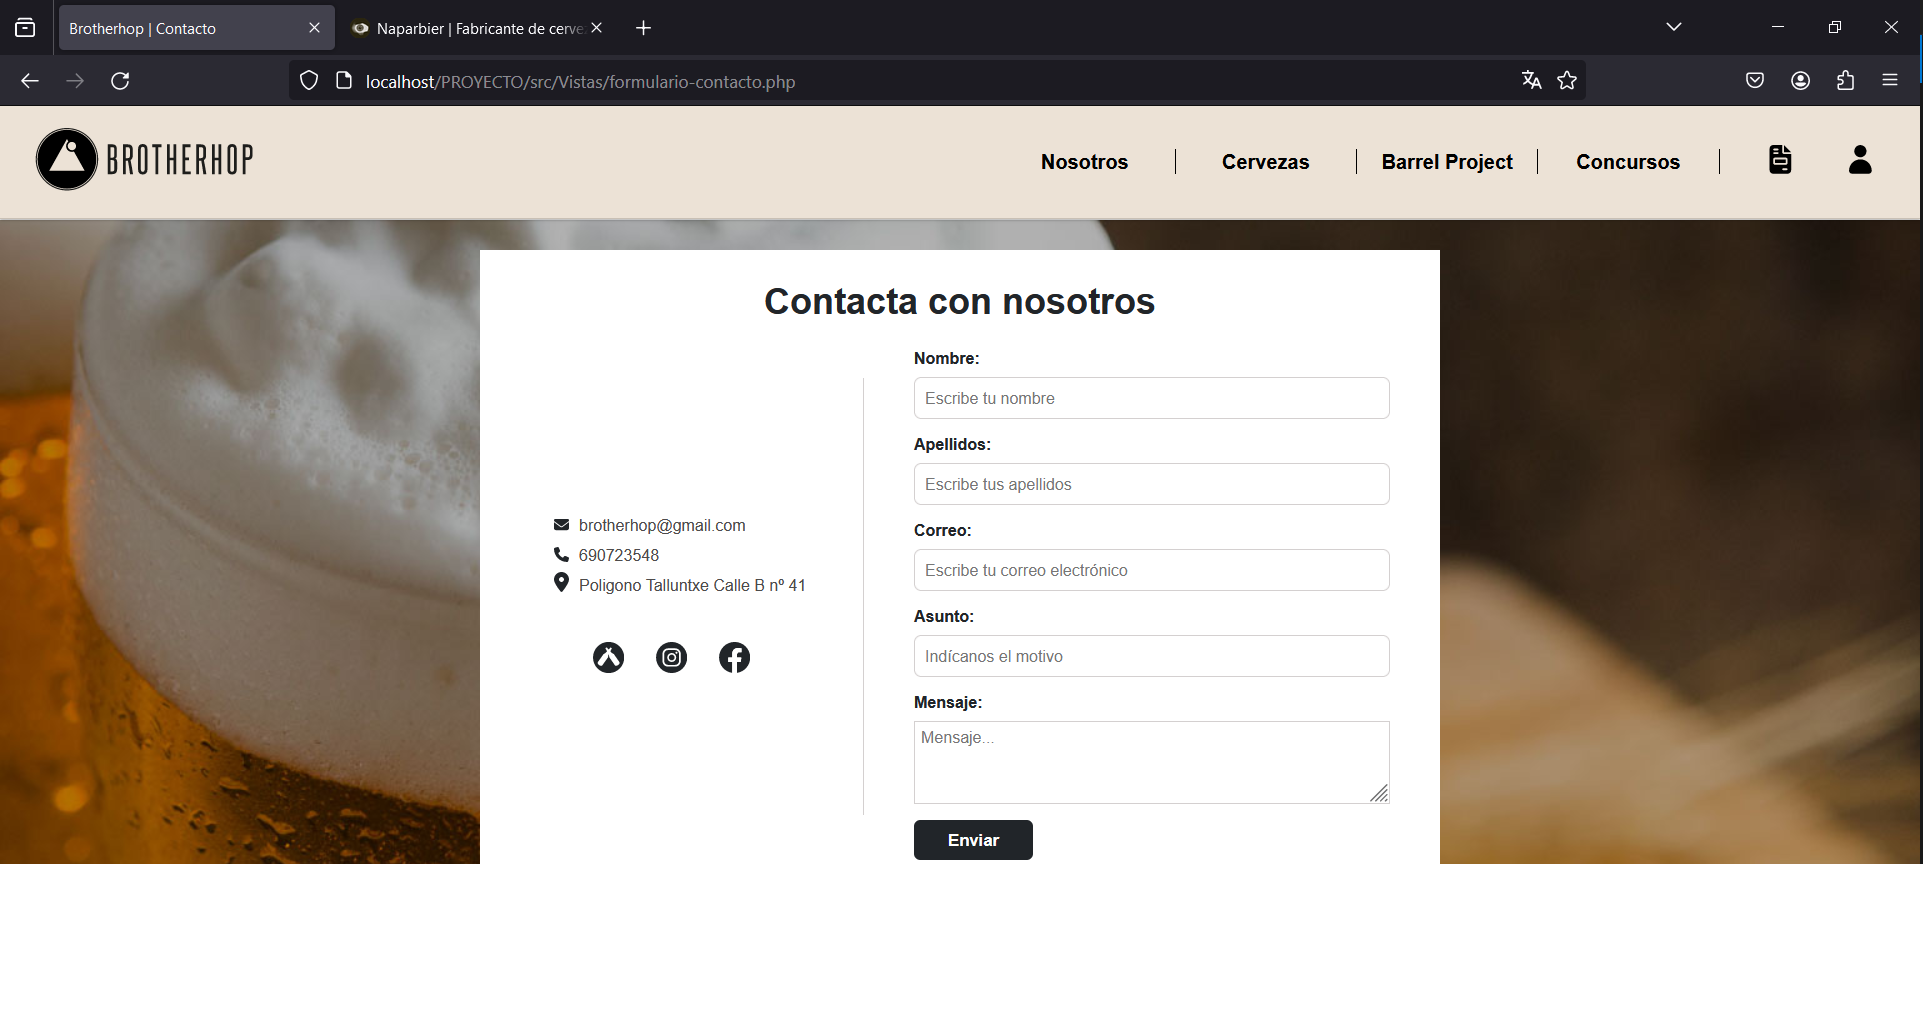 Brotherhop | Contacto
Naparbier | Fabricante de cerve
localhost/PROYECTO/src/Vistas/formulario-contacto.php
BROTHERHOP
Nosotros
Cervezas
Barrel Project
Concursos
Contacta con nosotros
brotherhop@gmail.com
690723548
Poligono Talluntxe Calle B nº 41
Nombre:
Escribe tu nombre
Apellidos:
Escribe tus apellidos
Correo:
Escribe tu correo electrónico
Asunto:
Indícanos el motivo
Mensaje:
Mensaje...
Enviar